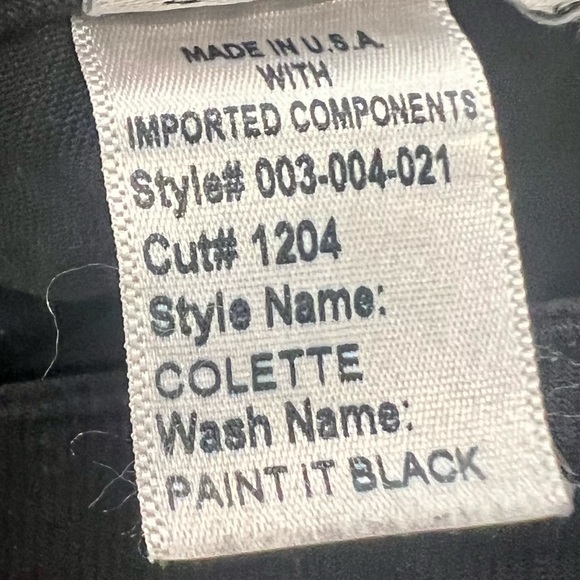 MADE IN U.S.A.
WITH
IMPORTED COMPONENTS
Style# 003-004-021
Cut# 1204
Style Name:
COLETTE
Wash Name:
PAINT IT BLACK